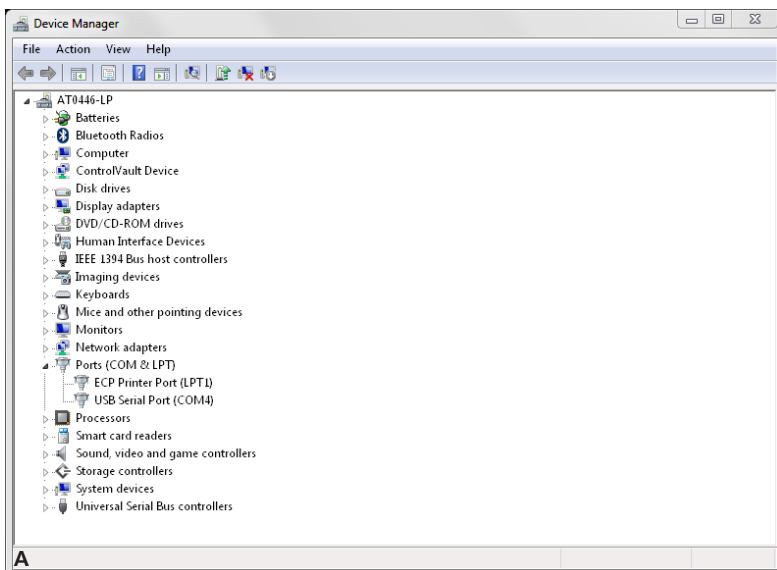 Device Manager
File Action View Help
AT0446-LP
Batteries
Bluetooth Radios
Computer
ControlVault Device
Disk drives
Display adapters
DVD/CD-ROM drives
Human Interface Devices
IEEE 1394 Bus host controllers
Imaging devices
Keyboards
Mice and other pointing devices
Monitors
Network adapters
Ports (COM & LPT)
ECP Printer Port (LPT1)
USB Serial Port (COM4)
Processors
Smart card readers
Sound, video and game controllers
Storage controllers
System devices
Universal Serial Bus controllers
A